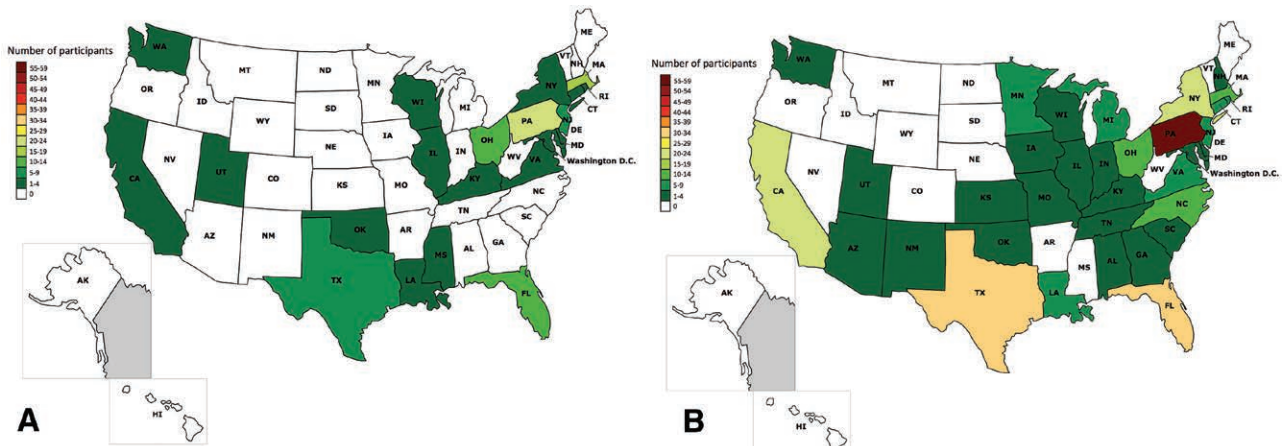 Number of participants
55-59
50-54
45-49
40-44
35-39
30-34
25-29
20-24
15-19
10-14
5-9
1-4
0
WA
OR
CA
NV
ID
MT
WY
UT
AZ
CO
NM
ND
SD
NE
KS
OK
TX
MN
IA
MO
AR
LA
WI
IL
MI
IN
OH
KY
TN
MS
AL
GA
FL
SC
NC
VA
WV
PA
NY
VT
NH
ME
MA
RI
CT
NJ
DE
MD
Washington D.C.
AK
HI
A
Number of participants
55-59
50-54
45-49
40-44
35-39
30-34
25-29
20-24
15-19
10-14
5-9
1-4
0
WA
OR
CA
NV
ID
MT
WY
UT
AZ
CO
NM
ND
SD
NE
KS
OK
TX
MN
IA
MO
AR
LA
WI
IL
MI
IN
OH
KY
TN
MS
AL
GA
FL
SC
NC
VA
WV
PA
NY
VT
NH
ME
MA
RI
CT
NJ
DE
MD
Washington D.C.
AK
HI
B